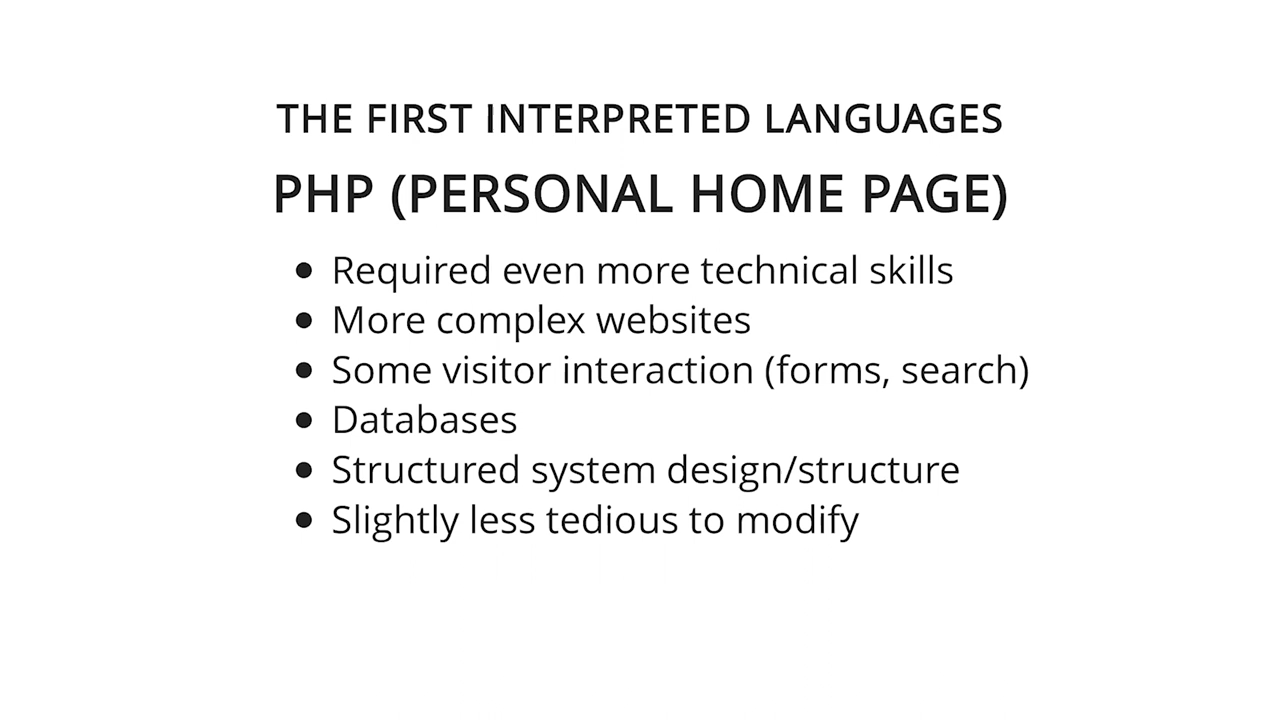 THE FIRST INTERPRETED LANGUAGES
PHP (PERSONAL HOME PAGE)
• Required even more technical skills
• More complex websites
• Some visitor interaction (forms, search)
• Databases
• Structured system design/structure
• Slightly less tedious to modify